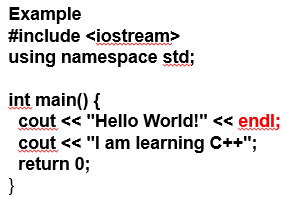 Example
#include <iostream>
using namespace std;
int main() {
cout << "Hello World!" << endl;
cout << "I am learning C++";
return 0;
}